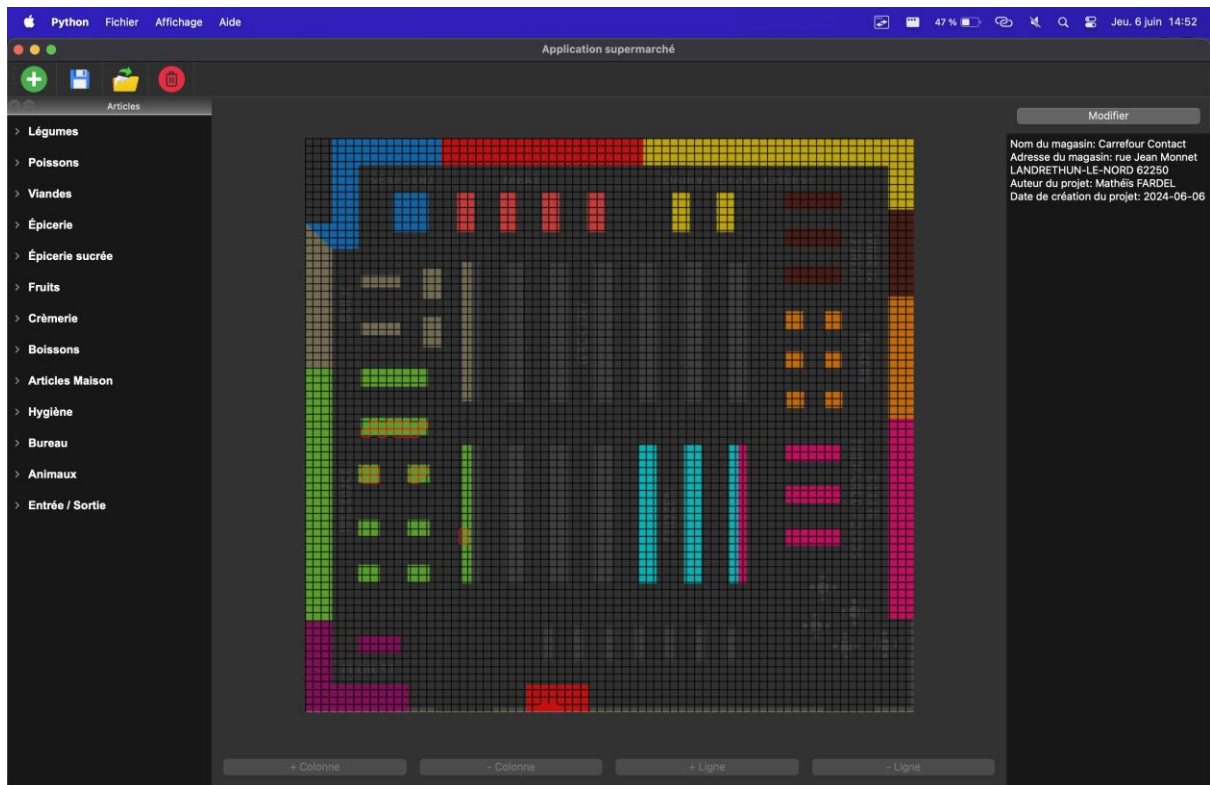 Python Fichier Affichage Aide
47 % Jeu. 6 juin 14:52
Application supermarché
Articles
Légumes
Poissons
Viandes
Épicerie
Épicerie sucrée
Fruits
Crèmerie
Boissons
Articles Maison
Hygiène
Bureau
Animaux
Entrée / Sortie
Modifier
Nom du magasin: Carrefour Contact
Adresse du magasin: rue Jean Monnet
LANDRETHUN-LE-NORD 62250
Auteur du projet: Mathéïs FARDEL
Date de création du projet: 2024-06-06
+ Colonne
- Colonne
+ Ligne
- Ligne